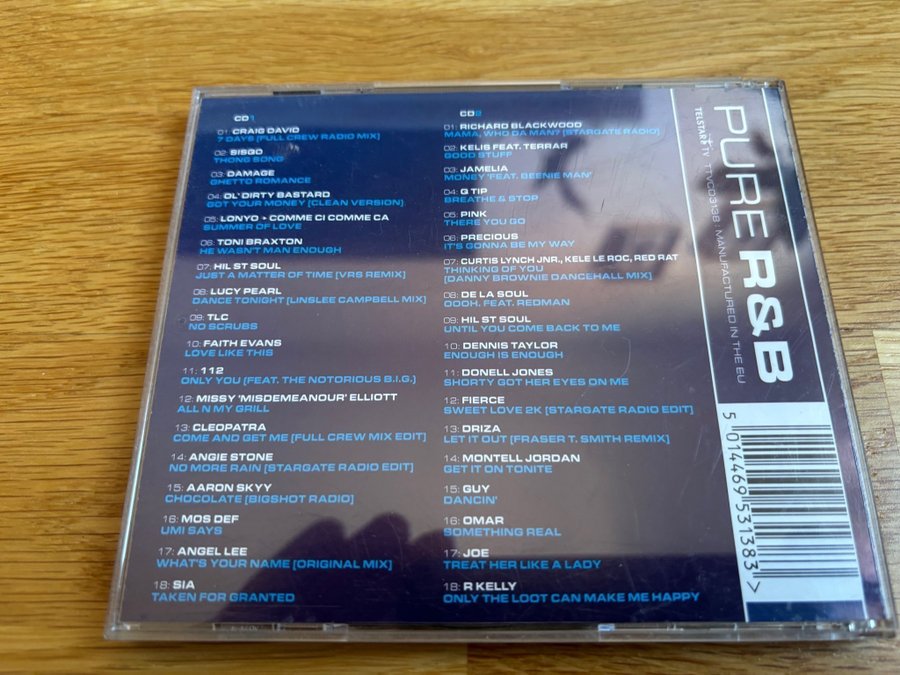 CD1
01: CRAIG DAVID
7 DAYS [FULL CREW RADIO MIX]
02: SISQO
THONG SONG
03: DAMAGE
GHETTO ROMANCE
04: OL' DIRTY BASTARD
GOT YOUR MONEY [CLEAN VERSION]
05: LONYO + COMME CI COMME CA
SUMMER OF LOVE
06: TONI BRAXTON
HE WASN'T MAN ENOUGH
07: HIL ST SOUL
JUST A MATTER OF TIME [VRS REMIX]
08: LUCY PEARL
DANCE TONIGHT [LINSLEE CAMPBELL MIX]
09: TLC
NO SCRUBS
10: FAITH EVANS
LOVE LIKE THIS
11: 112
ONLY YOU [FEAT. THE NOTORIOUS B.I.G.]
12: MISSY 'MISDEMEANOUR' ELLIOTT
ALL N MY GRILL
13: CLEOPATRA
COME AND GET ME [FULL CREW MIX EDIT]
14: ANGIE STONE
NO MORE RAIN [STARGATE RADIO EDIT]
15: AARON SKYY
CHOCOLATE [BIGSHOT RADIO]
16: MOS DEF
UMI SAYS
17: ANGEL LEE
WHAT'S YOUR NAME [ORIGINAL MIX]
18: SIA
TAKEN FOR GRANTED
CD2
01: RICHARD BLACKWOOD
MAMA, WHO DA MAN? [STARGATE RADIO]
02: KELIS FEAT. TERRAR
GOOD STUFF
03: JAMELIA
MONEY 'FEAT. BEENIE MAN'
04: Q TIP
BREATHE & STOP
05: PINK
THERE YOU GO
06: PRECIOUS
IT'S GONNA BE MY WAY
07: CURTIS LYNCH JNR., KELE LE ROC, RED RAT
THINKING OF YOU
[DANNY BROWNIE DANCEHALL MIX]
08: DE LA SOUL
OOOH. FEAT. REDMAN
09: HIL ST SOUL
UNTIL YOU COME BACK TO ME
10: DENNIS TAYLOR
ENOUGH IS ENOUGH
11: DONELL JONES
SHORTY GOT HER EYES ON ME
12: FIERCE
SWEET LOVE 2K [STARGATE RADIO EDIT]
13: DRIZA
LET IT OUT [FRASER T. SMITH REMIX]
14: MONTELL JORDAN
GET IT ON TONITE
15: GUY
DANCIN'
16: OMAR
SOMETHING REAL
17: JOE
TREAT HER LIKE A LADY
18: R KELLY
ONLY THE LOOT CAN MAKE ME HAPPY
PURE R&B
TELSTAR TV TTVCD3138 : MANUFACTURED IN THE EU
5 014469 531383 >